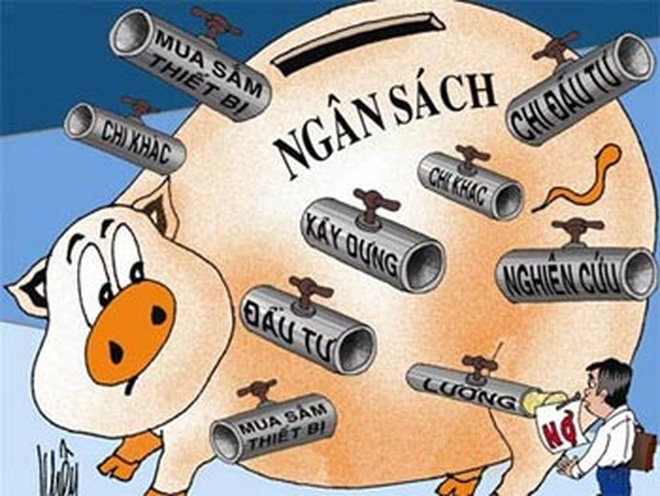 MUA SẮM
THIẾT BỊ
CHI KHÁC
NGÂN SÁCH
CHI ĐẦU TƯ
CHI KHÁC
XÂY DỰNG
NGHIÊN CỨU
ĐẦU TƯ
LƯƠNG
NỢ
MUA SẮM
THIẾT BỊ